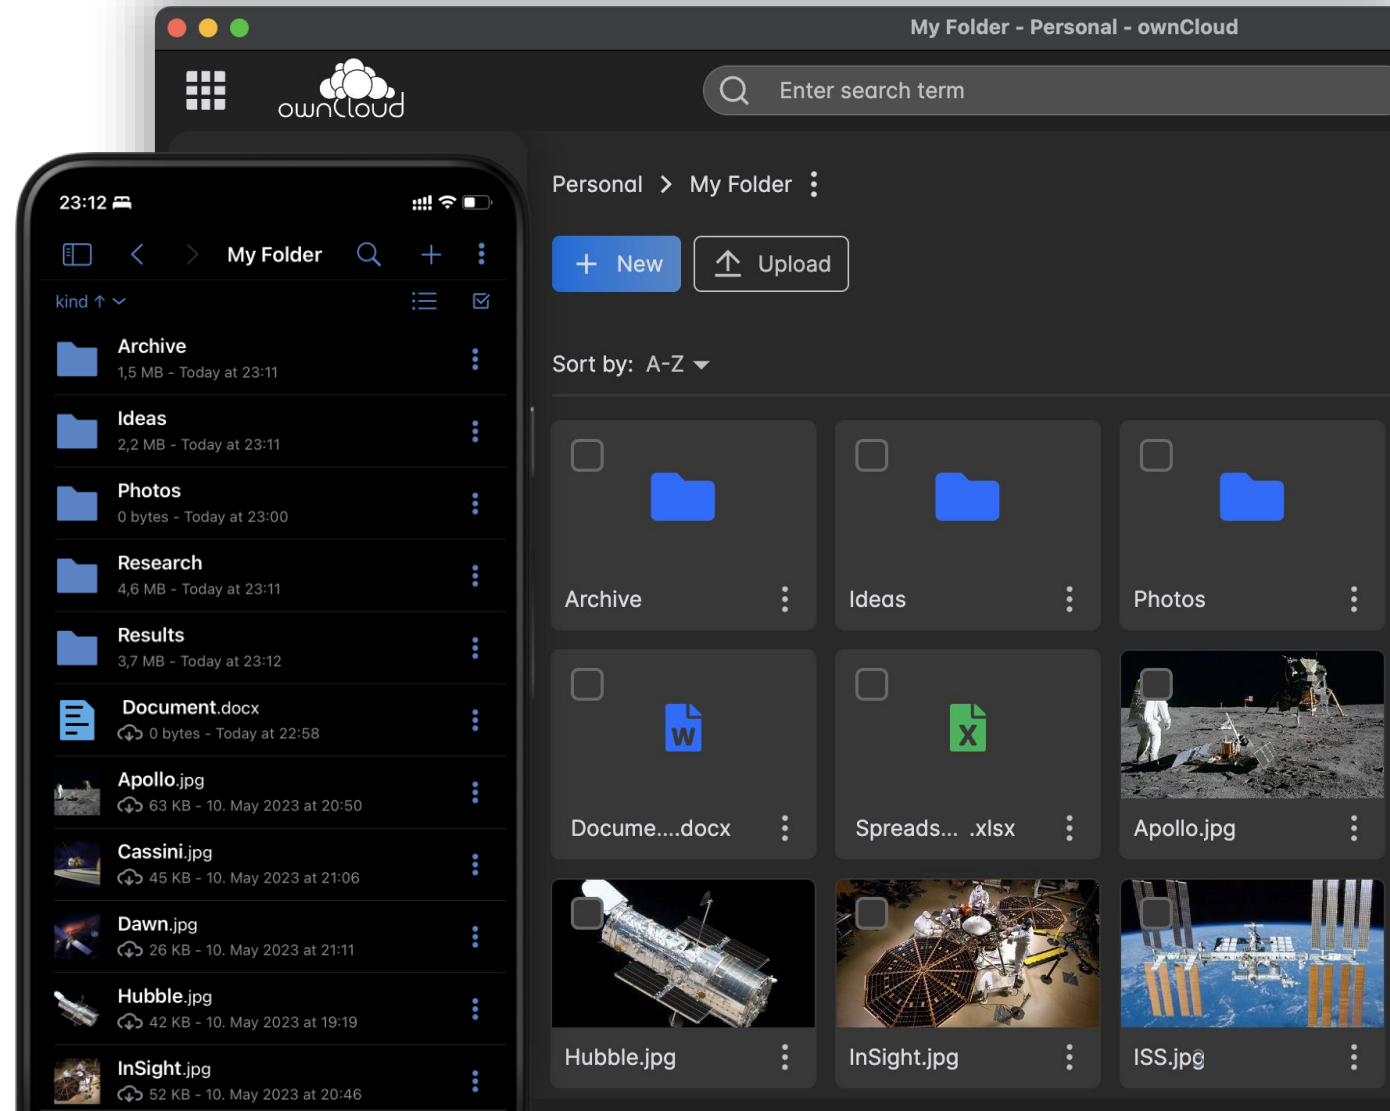 My Folder - Personal - ownCloud
ownCloud
Enter search term
Personal > My Folder
+ New
Upload
Sort by: A-Z
Archive
Ideas
Photos
Docume....docx
Spreads... .xlsx
Apollo.jpg
Hubble.jpg
InSight.jpg
ISS.jpg
23:12
My Folder
kind ↑
Archive
1,5 MB - Today at 23:11
Ideas
2,2 MB - Today at 23:11
Photos
0 bytes - Today at 23:00
Research
4,6 MB - Today at 23:11
Results
3,7 MB - Today at 23:12
Document.docx
0 bytes - Today at 22:58
Apollo.jpg
63 KB - 10. May 2023 at 20:50
Cassini.jpg
45 KB - 10. May 2023 at 21:06
Dawn.jpg
26 KB - 10. May 2023 at 21:11
Hubble.jpg
42 KB - 10. May 2023 at 19:19
InSight.jpg
52 KB - 10. May 2023 at 20:46